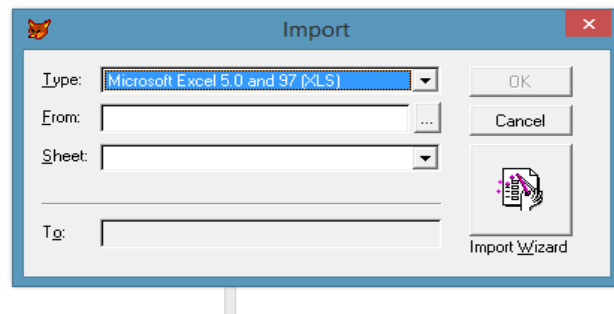 Import
Type: Microsoft Excel 5.0 and 97 (XLS) OK
From: ... Cancel
Sheet:
To:
Import Wizard